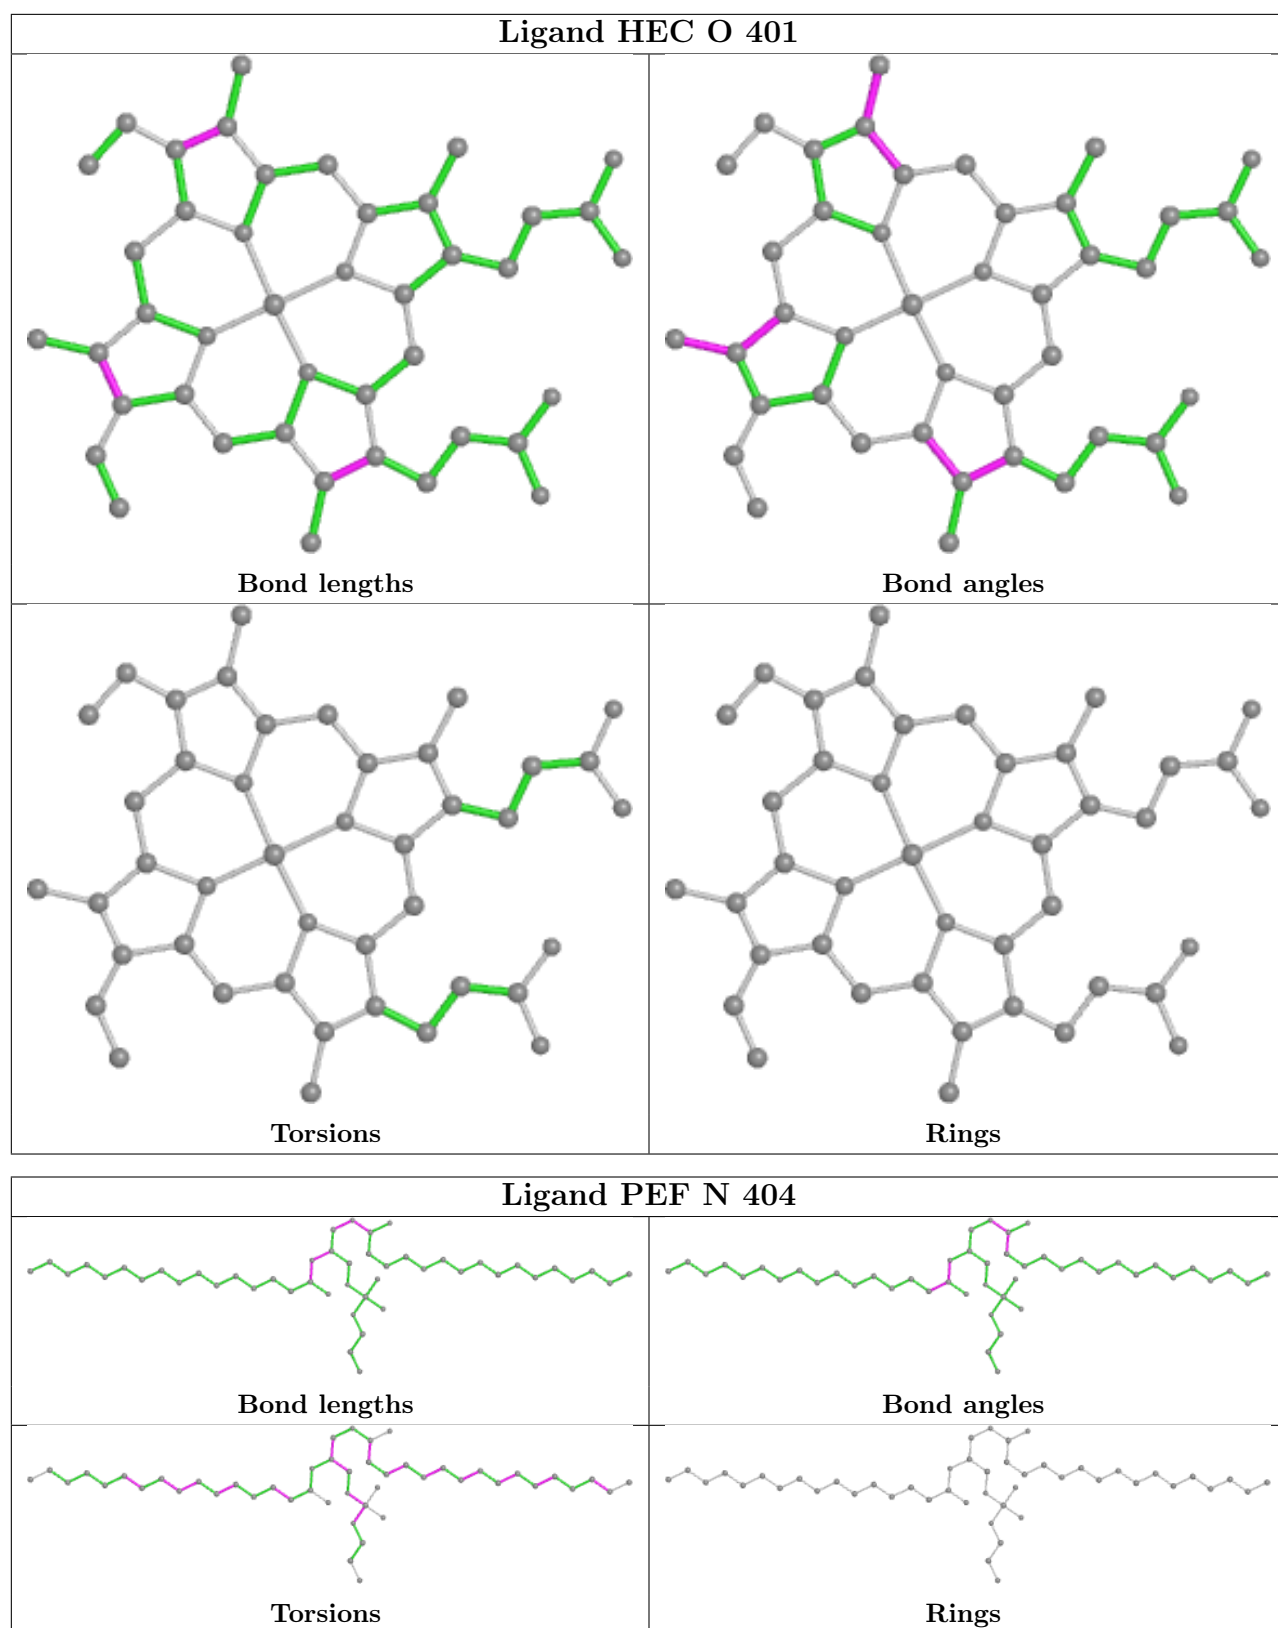 Ligand HEC O 401
Bond lengths
Bond angles
Torsions
Rings
Ligand PEF N 404
Bond lengths
Bond angles
Torsions
Rings